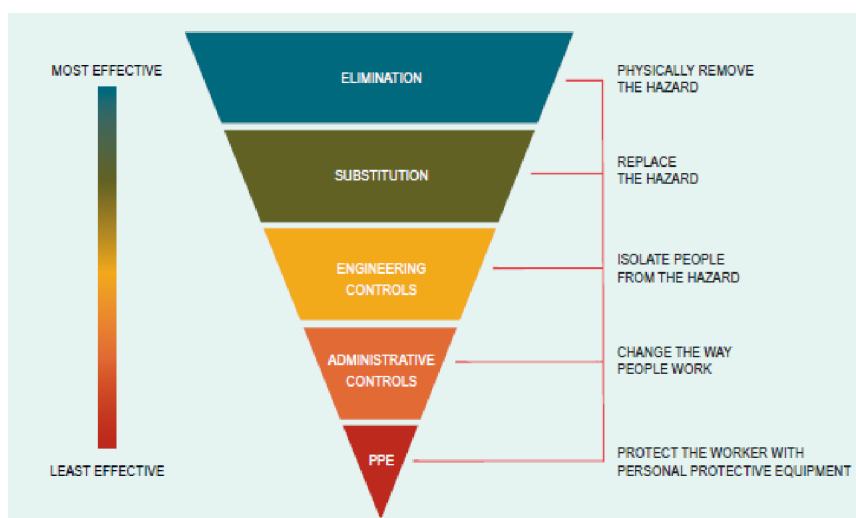 MOST EFFECTIVE
ELIMINATION
PHYSICALLY REMOVE
THE HAZARD
SUBSTITUTION
REPLACE
THE HAZARD
ENGINEERING
CONTROLS
ISOLATE PEOPLE
FROM THE HAZARD
ADMINISTRATIVE
CONTROLS
CHANGE THE WAY
PEOPLE WORK
LEAST EFFECTIVE
PPE
PROTECT THE WORKER WITH
PERSONAL PROTECTIVE EQUIPMENT